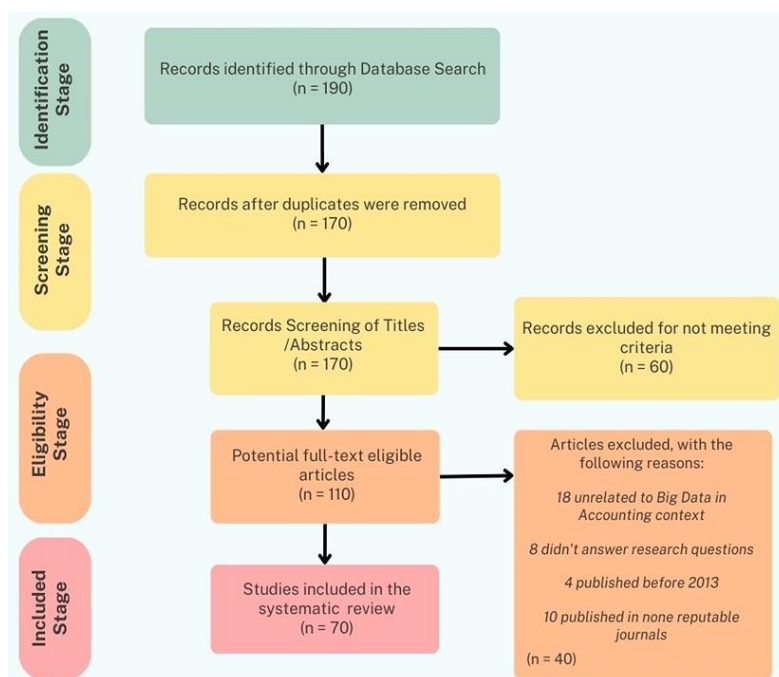 Identification
Stage
Records identified through Database Search
(n = 190)
Screening
Stage
Records after duplicates were removed
(n = 170)
Records Screening of Titles
/Abstracts
(n = 170)
Records excluded for not meeting
criteria
(n = 60)
Eligibility
Stage
Potential full-text eligible
articles
(n = 110)
Articles excluded, with the
following reasons:
18 unrelated to Big Data in
Accounting context
8 didn't answer research questions
4 published before 2013
10 published in none reputable
journals
(n = 40)
Included
Stage
Studies included in the
systematic review
(n = 70)